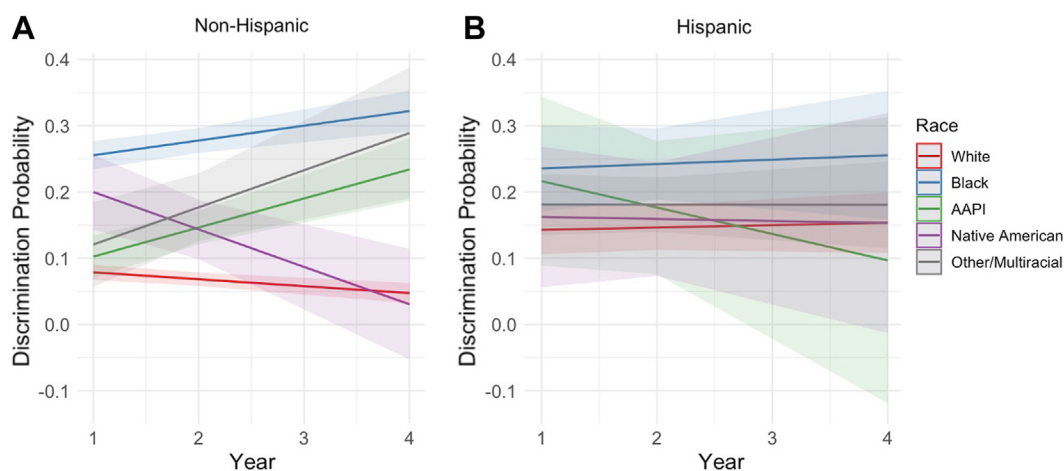 A
Non-Hispanic
Discrimination Probability
0.4
0.3
0.2
0.1
0.0
-0.1
1 2 3 4
Year
B
Hispanic
Discrimination Probability
0.4
0.3
0.2
0.1
0.0
-0.1
1 2 3 4
Year
Race
White
Black
AAPI
Native American
Other/Multiracial